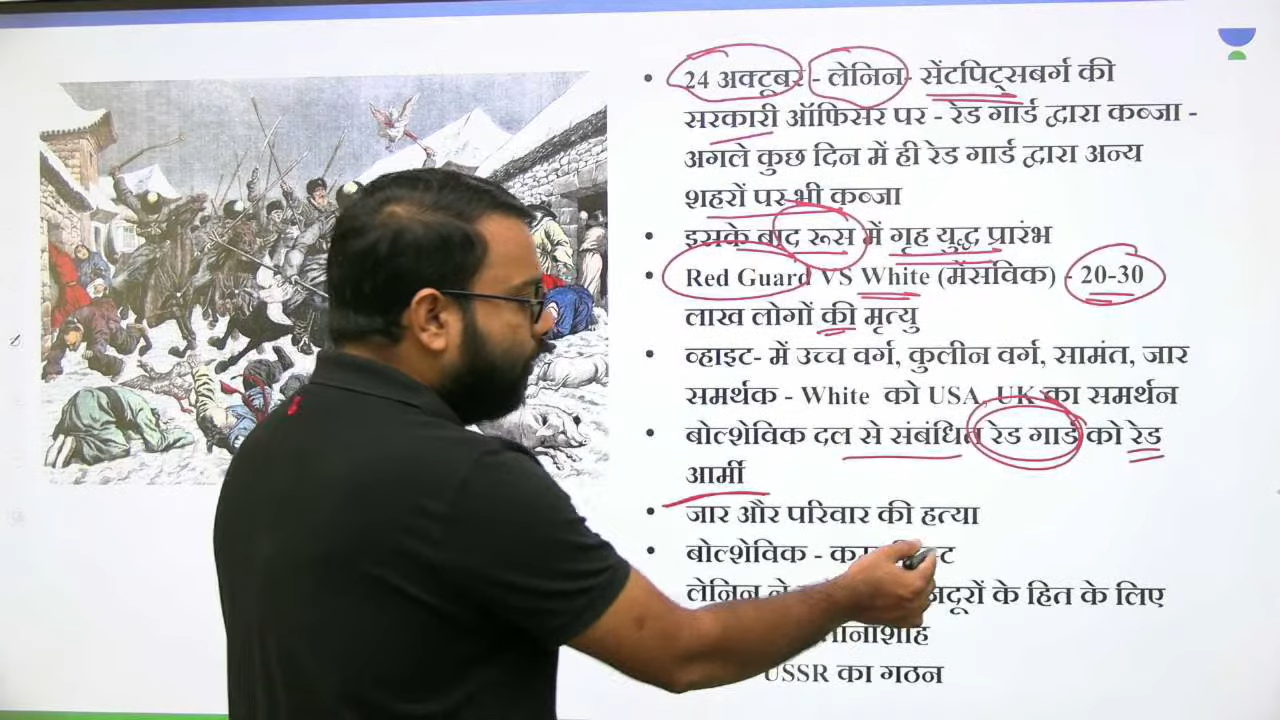 24 अक्टूबर - लेनिन- सेंटपिट्सबर्ग की
सरकारी ऑफिसर पर - रेड गार्ड द्वारा कब्जा -
अगले कुछ दिन में ही रेड गार्ड द्वारा अन्य
शहरों पर भी कब्जा
इसके बाद रूस में गृह युद्ध प्रारंभ
Red Guard VS White (मेंसविक) - 20-30
लाख लोगों की मृत्यु
व्हाइट- में उच्च वर्ग, कुलीन वर्ग, सामंत, जार
समर्थक - White को USA, UK का समर्थन
बोल्शेविक दल से संबंधित रेड गार्ड को रेड
आर्मी
जार और परिवार की हत्या
बोल्शेविक -
लेनिन ने के हित के लिए
USSR का गठन